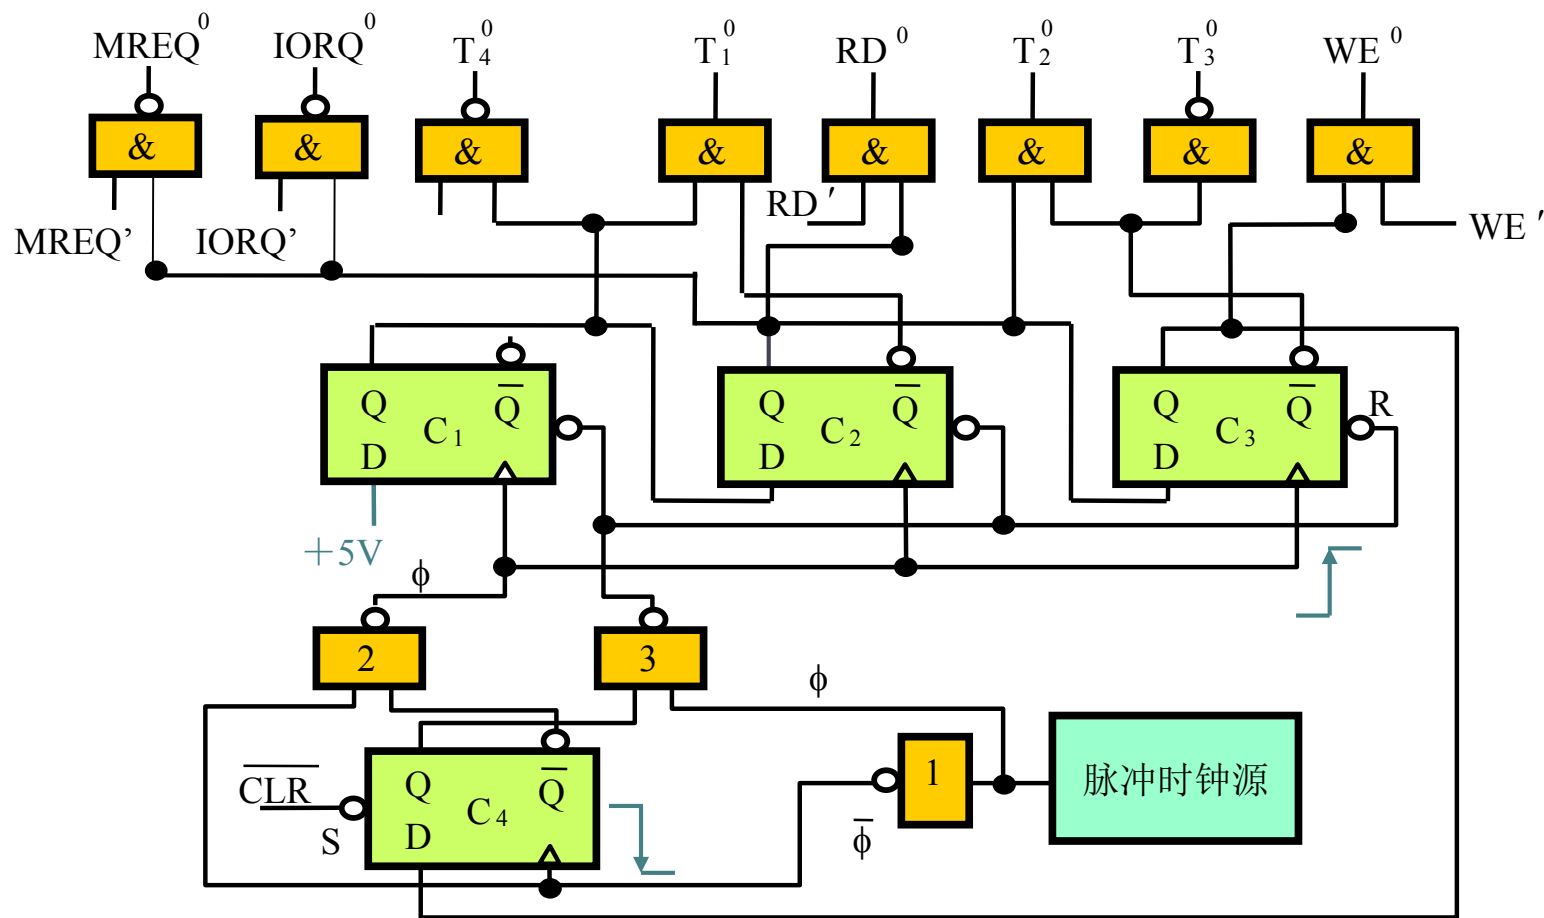 MREQ⁰ IORQ⁰ T₄⁰ T₁⁰ RD⁰ T₂⁰ T₃⁰ WE⁰
& & & & & & & &
MREQ’ IORQ’ RD′ WE′
Q Q̅ C₁ D
Q Q̅ C₂ D
Q Q̅ C₃ D R
+5V
ϕ
2 3
ϕ
C̅L̅R̅
S
Q Q̅ C₄ D
1
ϕ̅
脉冲时钟源